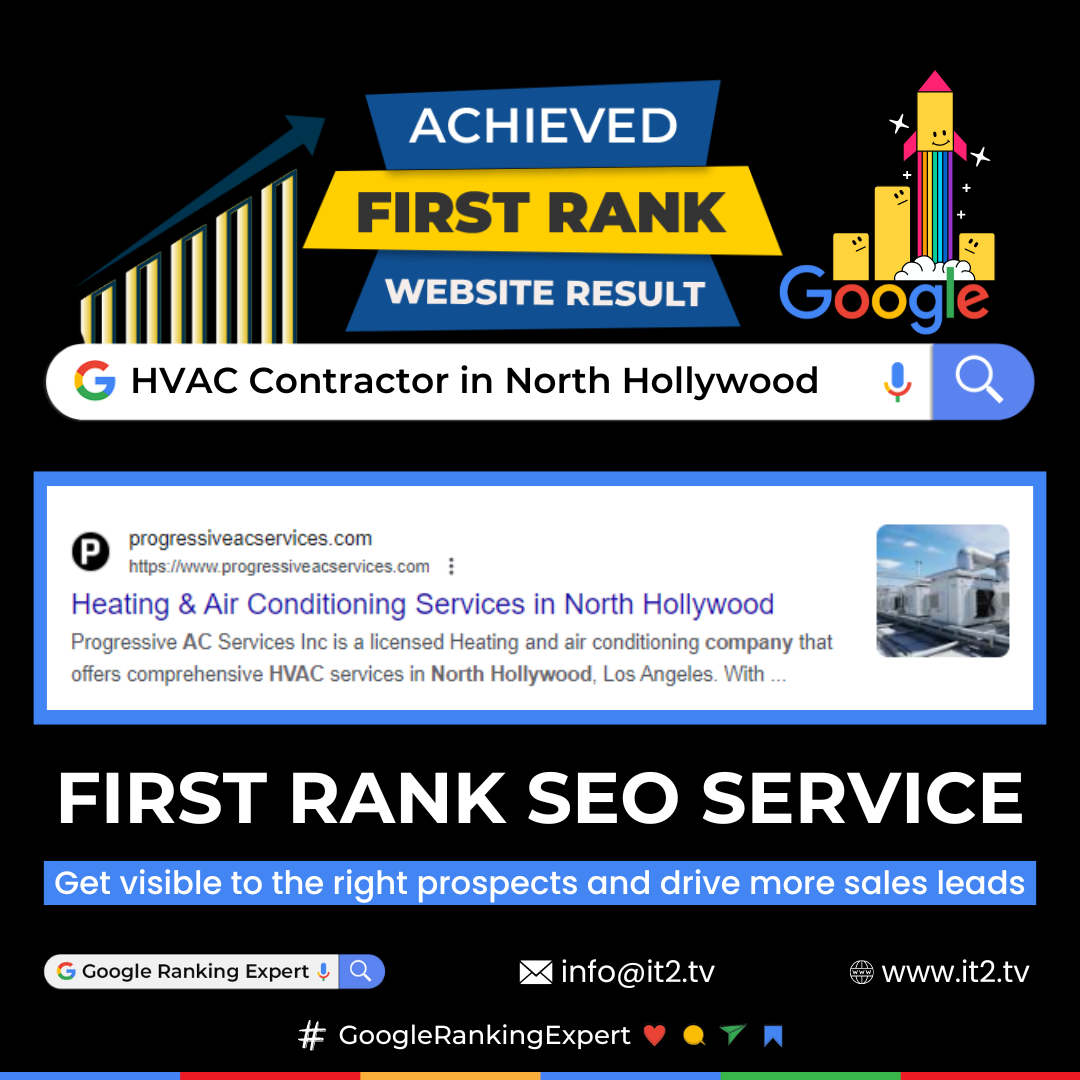 ACHIEVED
FIRST RANK
WEBSITE RESULT
Google
HVAC Contractor in North Hollywood
P
progressiveacservices.com
https://www.progressiveacservices.com
Heating & Air Conditioning Services in North Hollywood
Progressive AC Services Inc is a licensed Heating and air conditioning company that
offers comprehensive HVAC services in North Hollywood, Los Angeles. With ...
FIRST RANK SEO SERVICE
Get visible to the right prospects and drive more sales leads
Google Ranking Expert
info@it2.tv
www.it2.tv
# GoogleRankingExpert